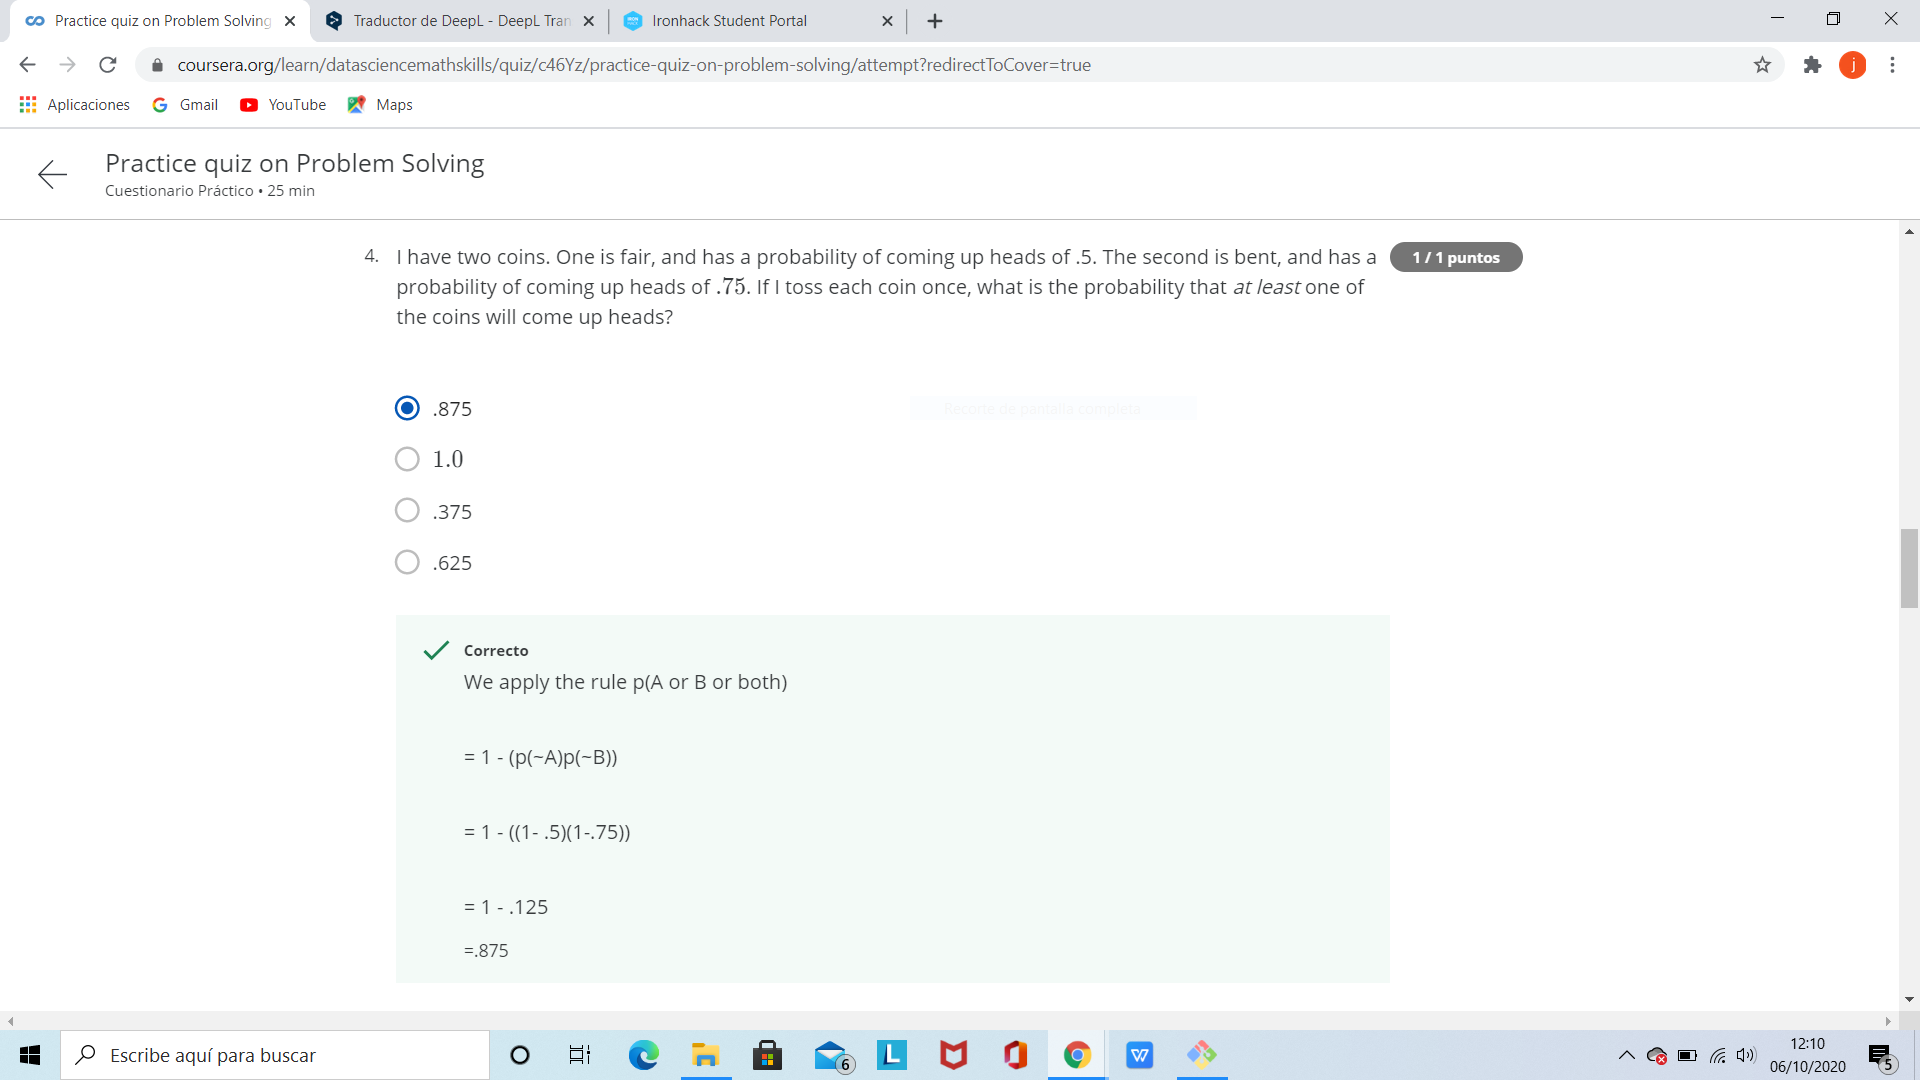 Practice quiz on Problem Solving
Traductor de DeepL - DeepL Tran
Ironhack Student Portal
coursera.org/learn/datasciencemathskills/quiz/c46Yz/practice-quiz-on-problem-solving/attempt?redirectToCover=true
j
Aplicaciones
Gmail
YouTube
Maps
Practice quiz on Problem Solving
Cuestionario Práctico • 25 min
4. I have two coins. One is fair, and has a probability of coming up heads of .5. The second is bent, and has a
probability of coming up heads of .75. If I toss each coin once, what is the probability that at least one of
the coins will come up heads?
1 / 1 puntos
.875
Recorte de pantalla completa
1.0
.375
.625
Correcto
We apply the rule p(A or B or both)
= 1 - (p(~A)p(~B))
= 1 - ((1- .5)(1-.75))
= 1 - .125
=.875
Escribe aquí para buscar
6
L
W
12:10
06/10/2020
5